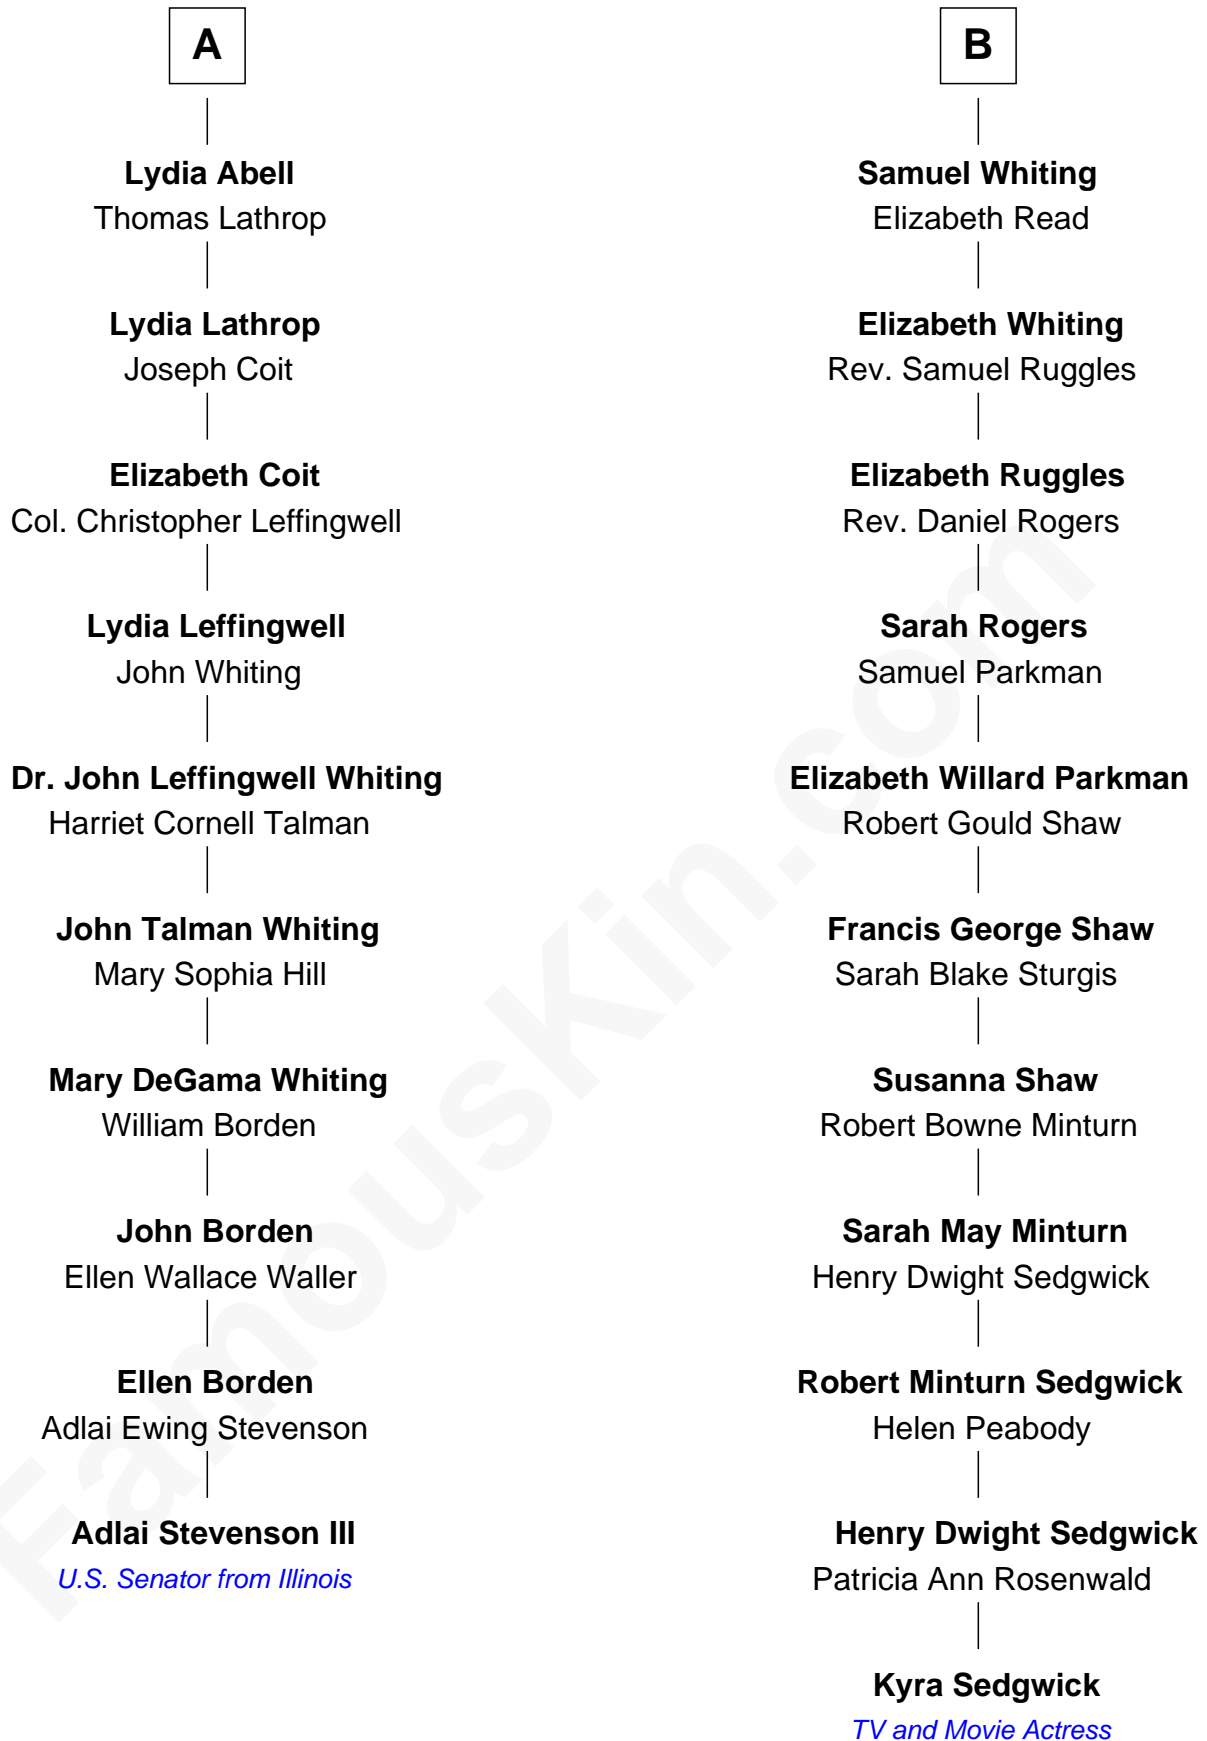 A
Lydia Abell
Thomas Lathrop
Lydia Lathrop
Joseph Coit
Elizabeth Coit
Col. Christopher Leffingwell
Lydia Leffingwell
John Whiting
Dr. John Leffingwell Whiting
Harriet Cornell Talman
John Talman Whiting
Mary Sophia Hill
Mary DeGama Whiting
William Borden
John Borden
Ellen Wallace Waller
Ellen Borden
Adlai Ewing Stevenson
Adlai Stevenson III
U.S. Senator from Illinois
B
Samuel Whiting
Elizabeth Read
Elizabeth Whiting
Rev. Samuel Ruggles
Elizabeth Ruggles
Rev. Daniel Rogers
Sarah Rogers
Samuel Parkman
Elizabeth Willard Parkman
Robert Gould Shaw
Francis George Shaw
Sarah Blake Sturgis
Susanna Shaw
Robert Bowne Minturn
Sarah May Minturn
Henry Dwight Sedgwick
Robert Minturn Sedgwick
Helen Peabody
Henry Dwight Sedgwick
Patricia Ann Rosenwald
Kyra Sedgwick
TV and Movie Actress
FamousKin.com